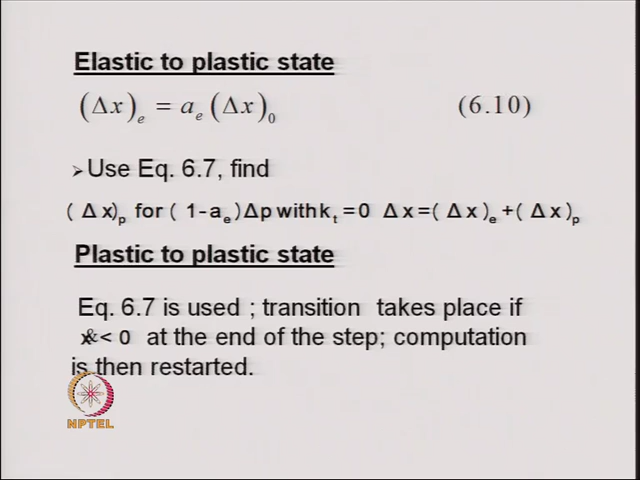 Elastic to plastic state
(Δx)ₑ = aₑ(Δx)₀ (6.10)
➢Use Eq. 6.7, find
(Δx)ₚ for (1-aₑ)Δp with kₜ=0 Δx=(Δx)ₑ+(Δx)ₚ
Plastic to plastic state
Eq. 6.7 is used ; transition takes place if
x&< 0 at the end of the step; computation
is then restarted.
NPTEL